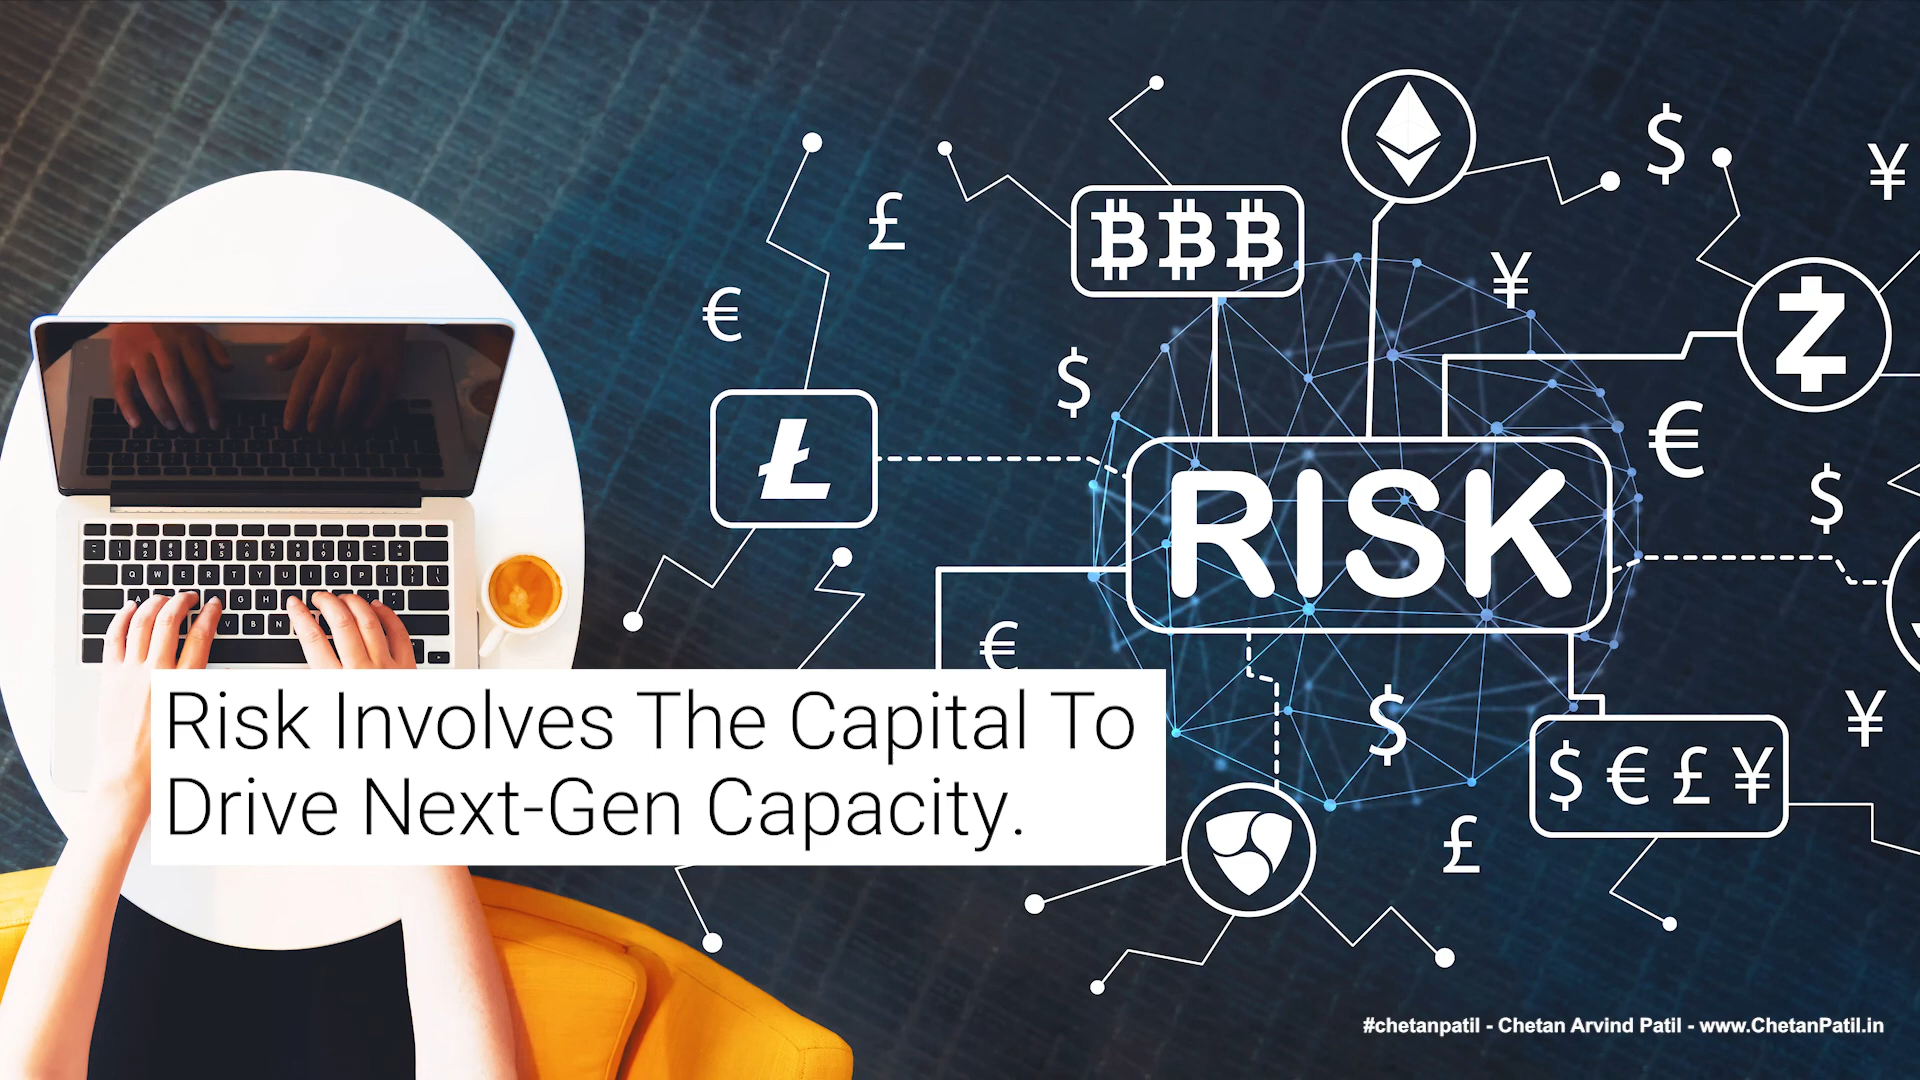 $
¥
£
₿₿₿
¥
€
$
Ł
€
RISK
$
€
Risk Involves The Capital To
Drive Next-Gen Capacity.
$
¥
$ € £ ¥
£
#chetanpatil - Chetan Arvind Patil - www.ChetanPatil.in